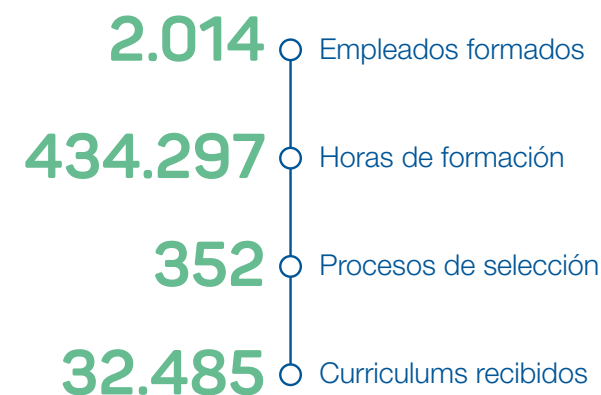 2.014 Empleados formados
434.297 Horas de formación
352 Procesos de selección
32.485 Curriculums recibidos